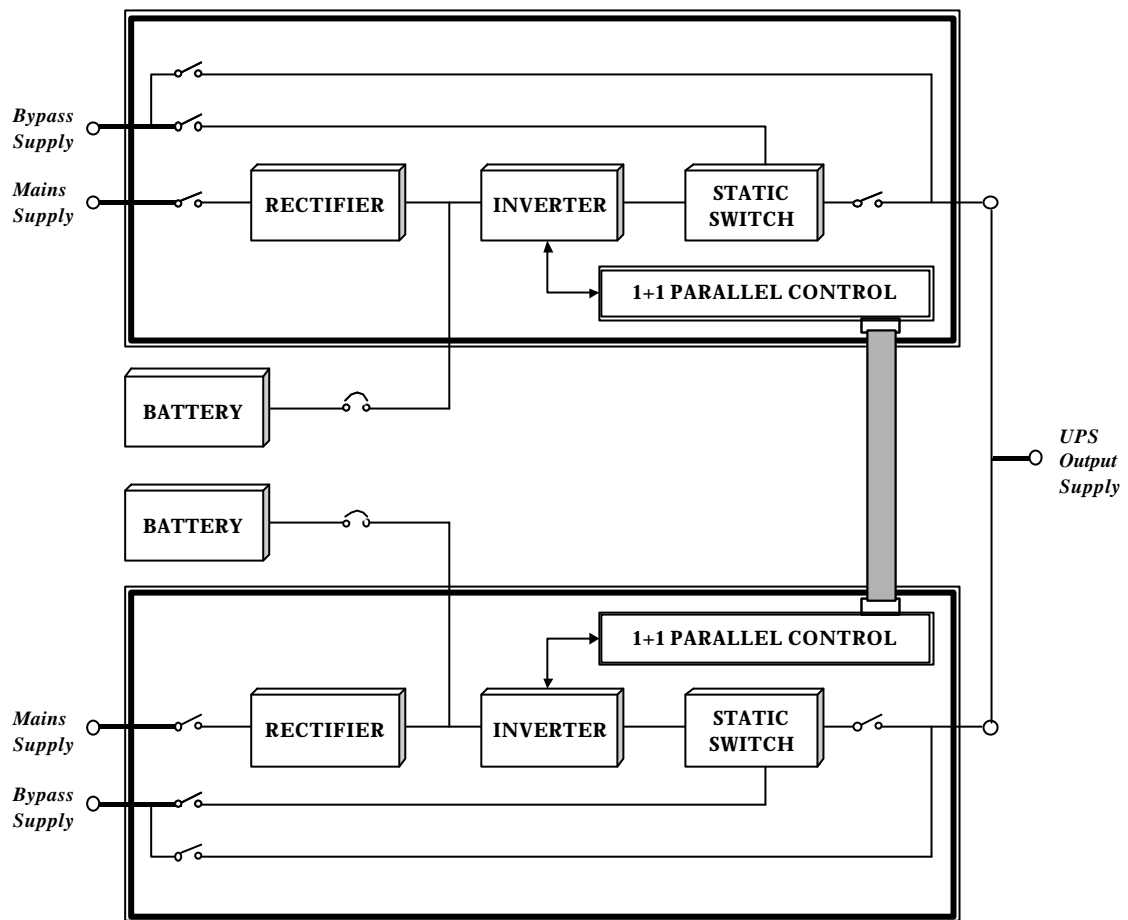 Bypass
Supply
Mains
Supply
RECTIFIER
INVERTER
STATIC
SWITCH
1+1 PARALLEL CONTROL
BATTERY
UPS
Output
Supply
BATTERY
1+1 PARALLEL CONTROL
Mains
Supply
RECTIFIER
INVERTER
STATIC
SWITCH
Bypass
Supply